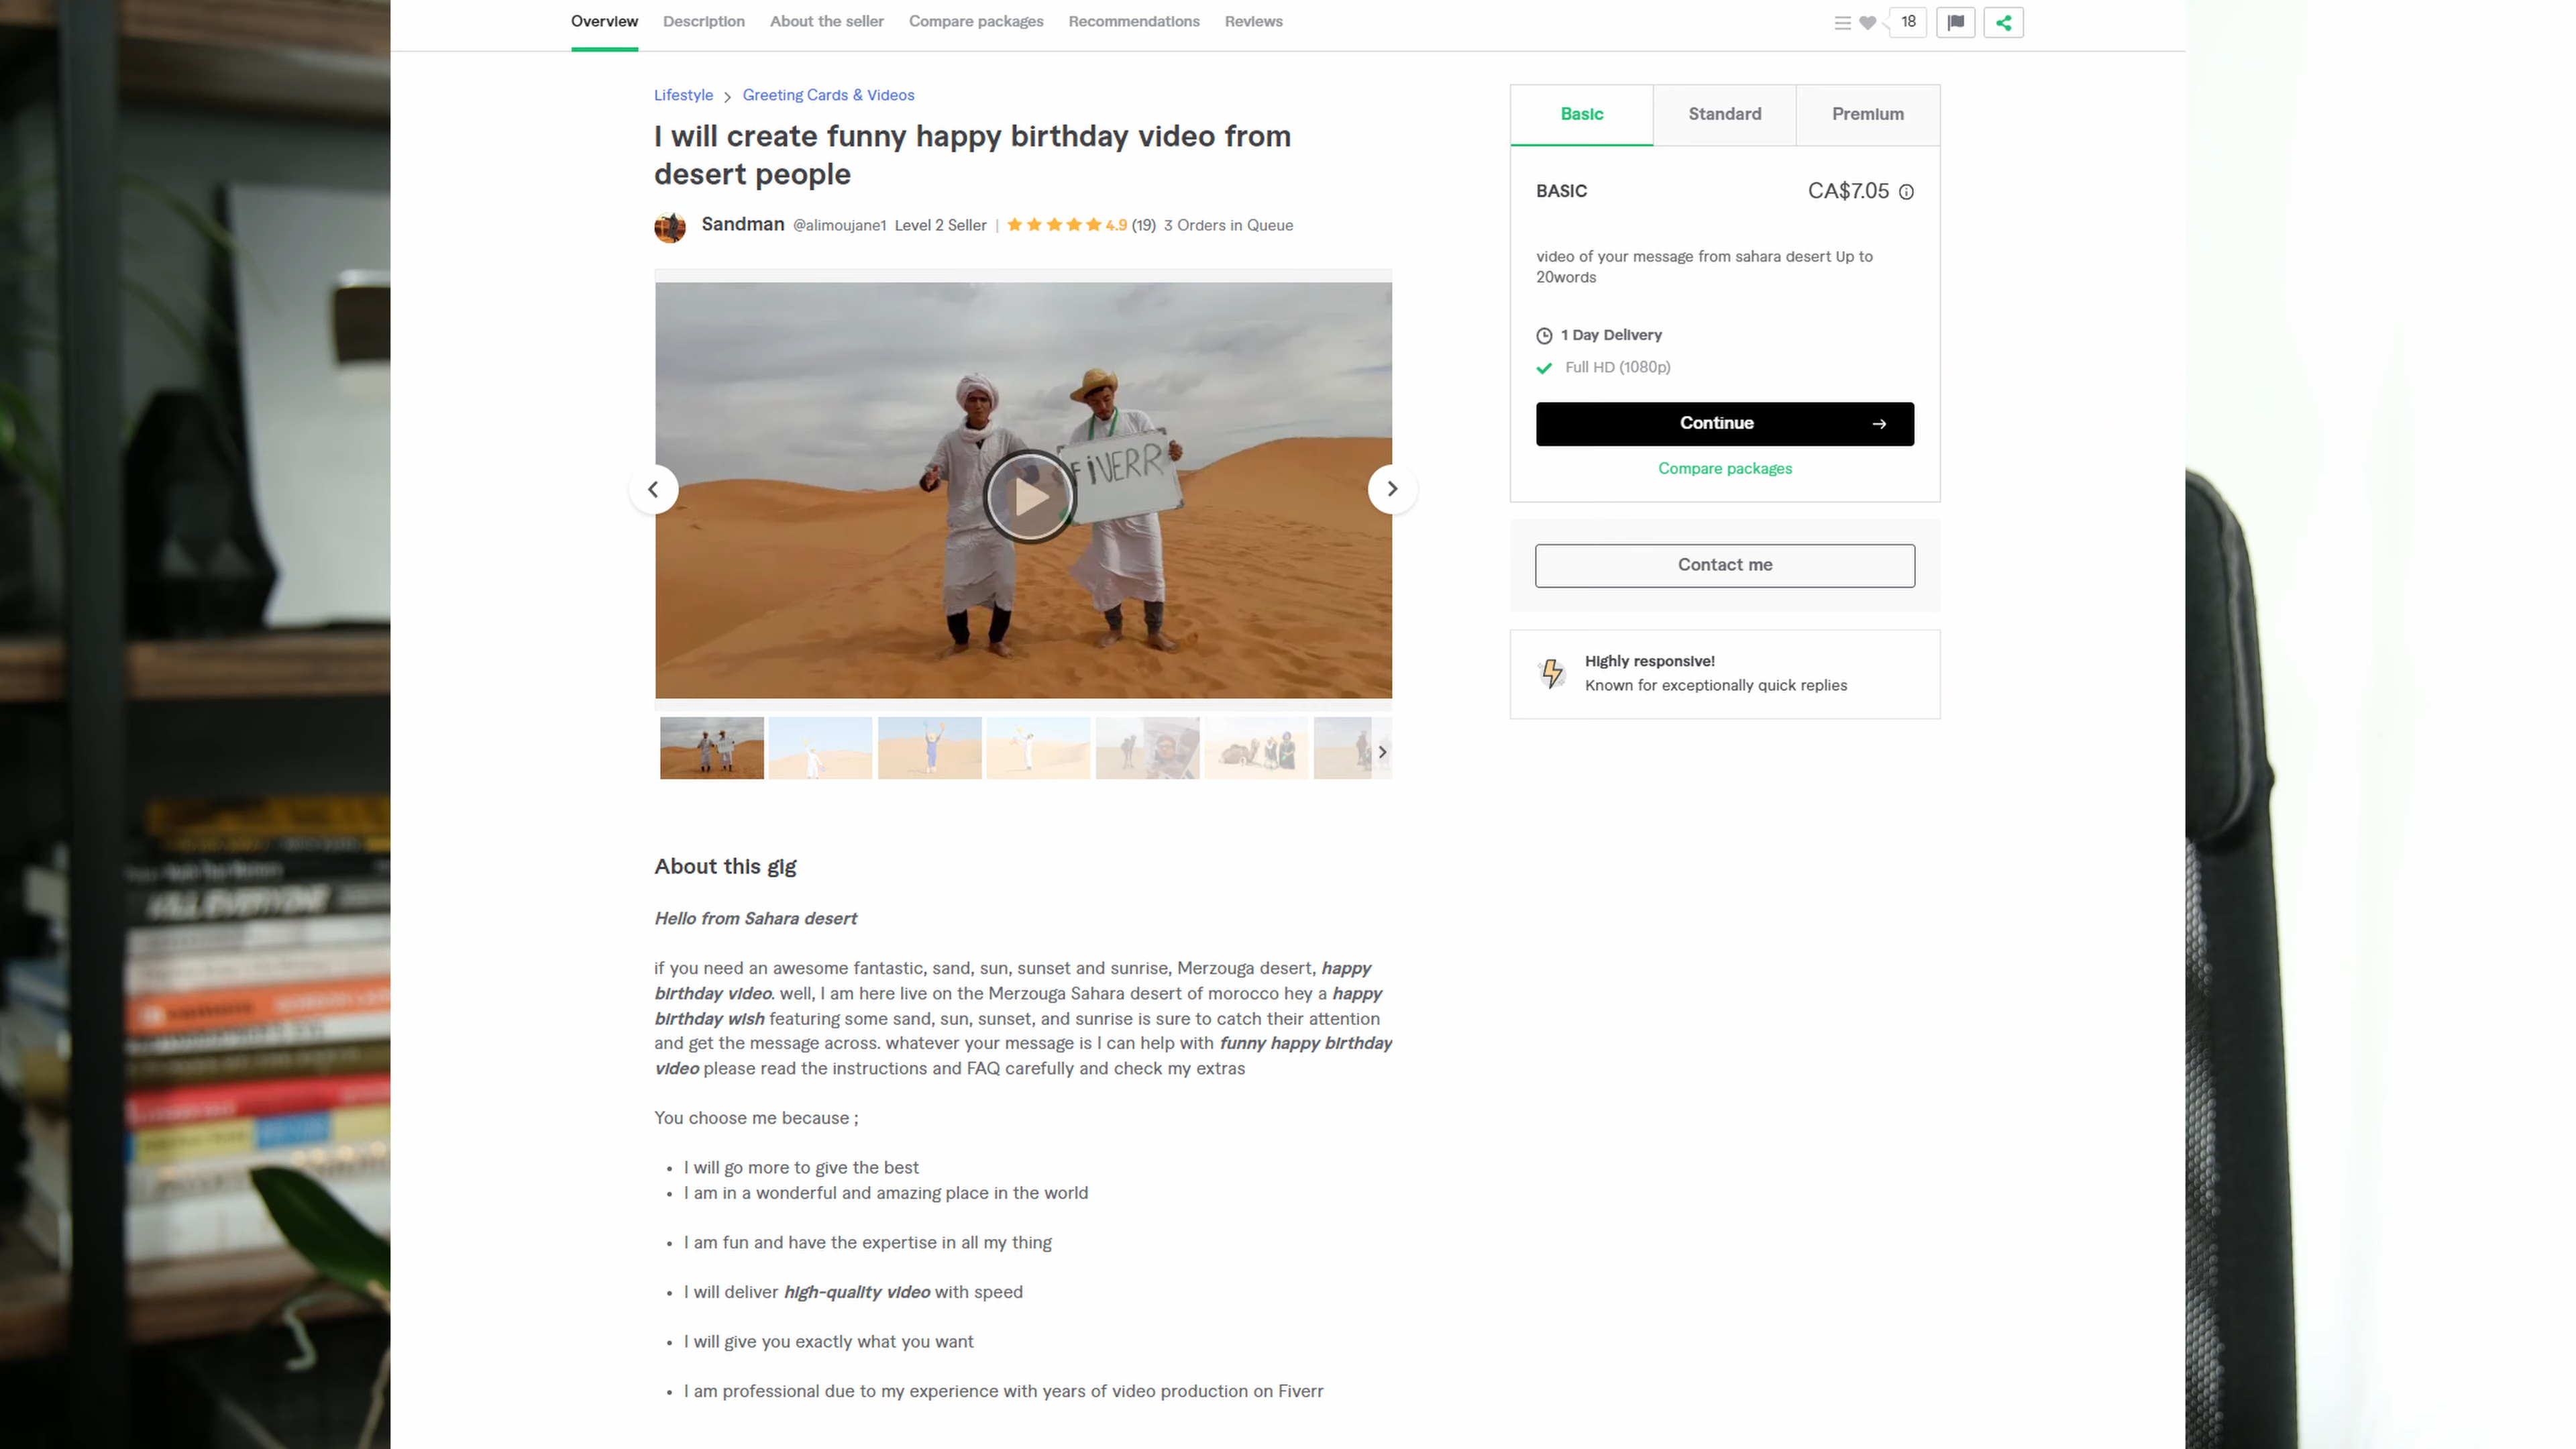 Overview Description About the seller Compare packages Recommendations Reviews
18
Lifestyle > Greeting Cards & Videos
I will create funny happy birthday video from
desert people
Sandman @alimoujane1 Level 2 Seller | 4.9 (19) 3 Orders in Queue
FiVERR
About this gig
Hello from Sahara desert
if you need an awesome fantastic, sand, sun, sunset and sunrise, Merzouga desert, happy
birthday video. well, I am here live on the Merzouga Sahara desert of morocco hey a happy
birthday wish featuring some sand, sun, sunset, and sunrise is sure to catch their attention
and get the message across. whatever your message is I can help with funny happy birthday
video please read the instructions and FAQ carefully and check my extras
You choose me because ;
• I will go more to give the best
• I am in a wonderful and amazing place in the world
• I am fun and have the expertise in all my thing
• I will deliver high-quality video with speed
• I will give you exactly what you want
• I am professional due to my experience with years of video production on Fiverr
Basic Standard Premium
BASIC CA$7.05
video of your message from sahara desert Up to
20words
1 Day Delivery
Full HD (1080p)
Continue
Compare packages
Contact me
Highly responsive!
Known for exceptionally quick replies
KILL EVERYONE